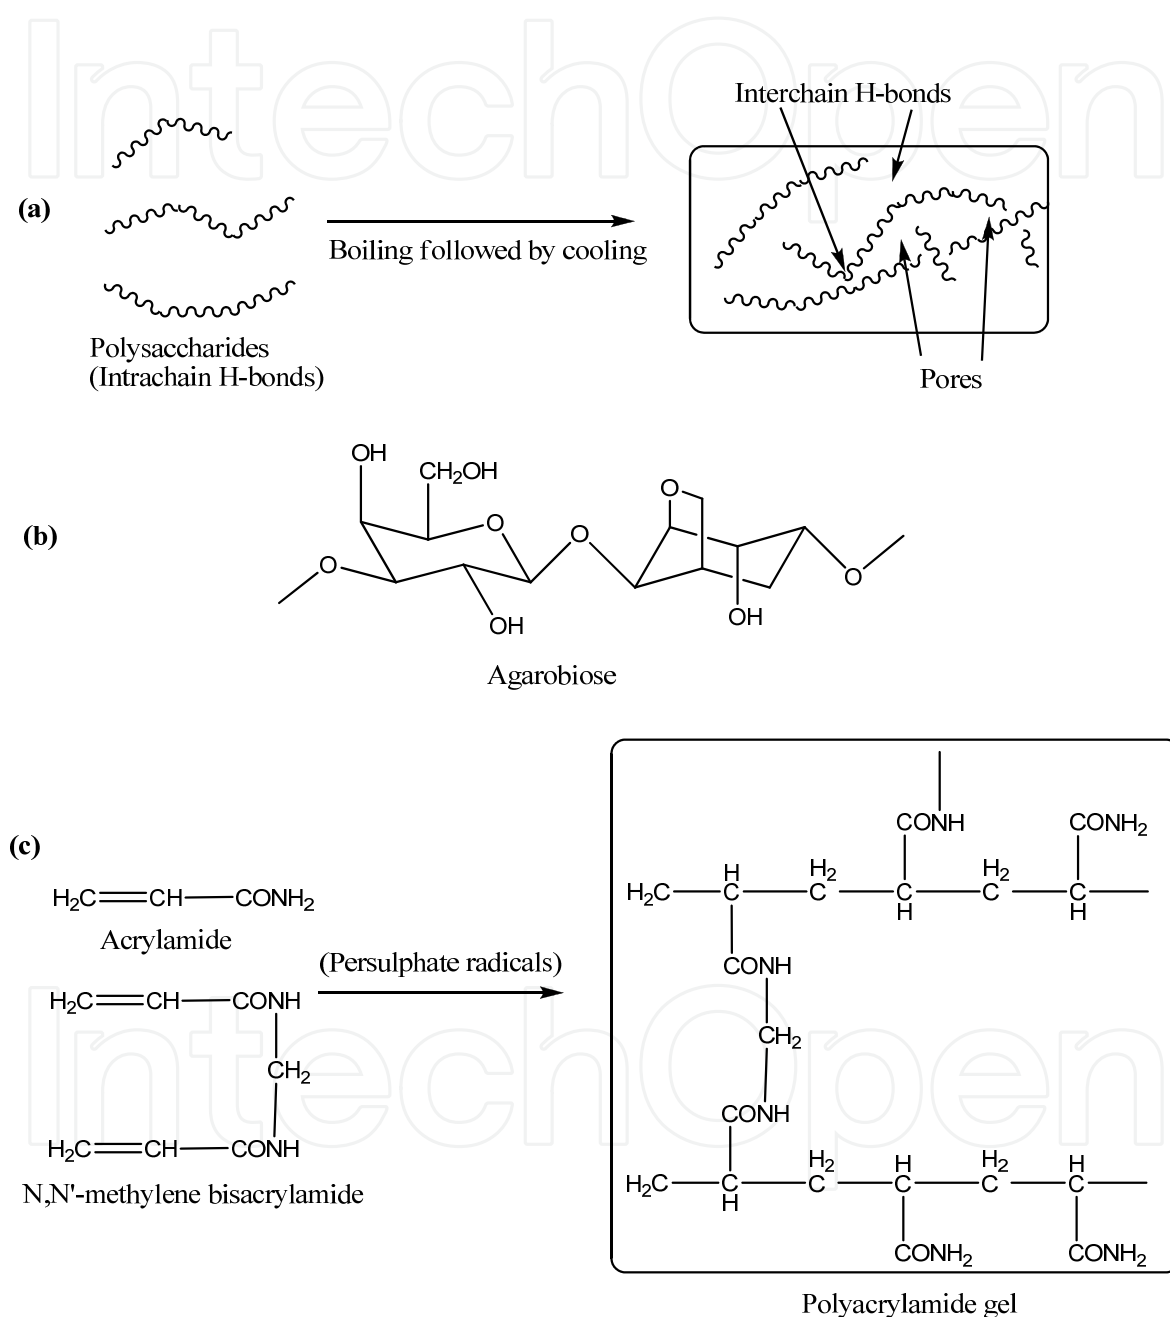 IntechOpen
Interchain H-bonds
(a)
Boiling followed by cooling
Polysaccharides
(Intrachain H-bonds)
Pores
OH
CH₂OH
(b)
O
O
O
O
O
OH
OH
Agarobiose
(c)
H₂C
CH
CONH₂
Acrylamide
H₂C
CH
CONH
CH₂
H₂C
CH
CONH
N,N'-methylene bisacrylamide
(Persulphate radicals)
CONH
CONH₂
H₂C
H
C
H₂
C
C
H
H₂
C
C
H
CONH
CH₂
CONH
H₂C
C
H
H₂
C
H
C
H₂
C
H
C
CONH₂
CONH₂
Polyacrylamide gel
IntechOpen